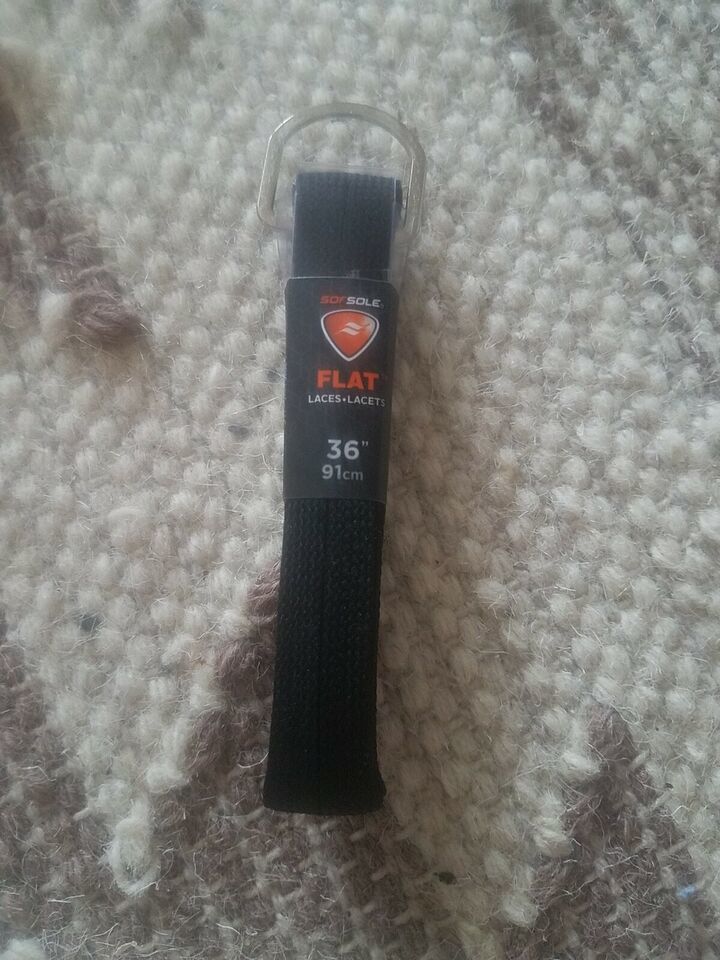 SOFSOLE
FLAT
LACES•LACETS
36"
91cm